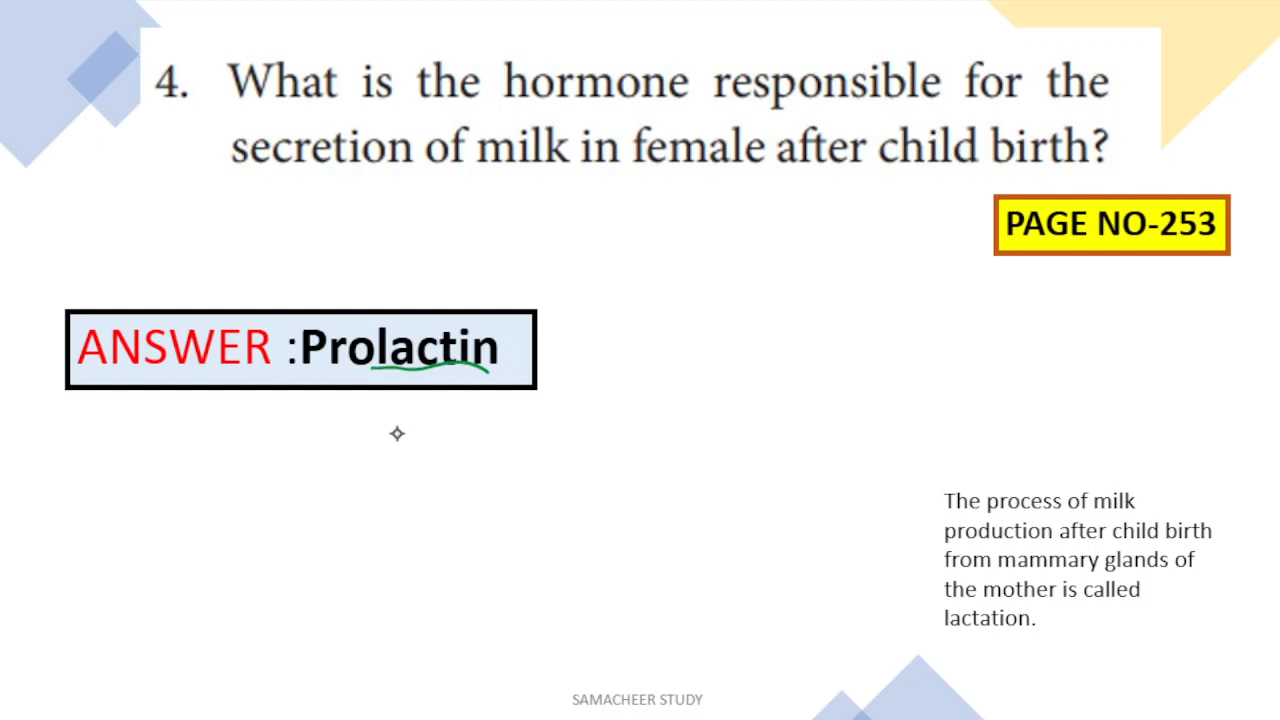 4. What is the hormone responsible for the
secretion of milk in female after child birth?
PAGE NO-253
ANSWER :Prolactin
The process of milk
production after child birth
from mammary glands of
the mother is called
lactation.
SAMACHEER STUDY